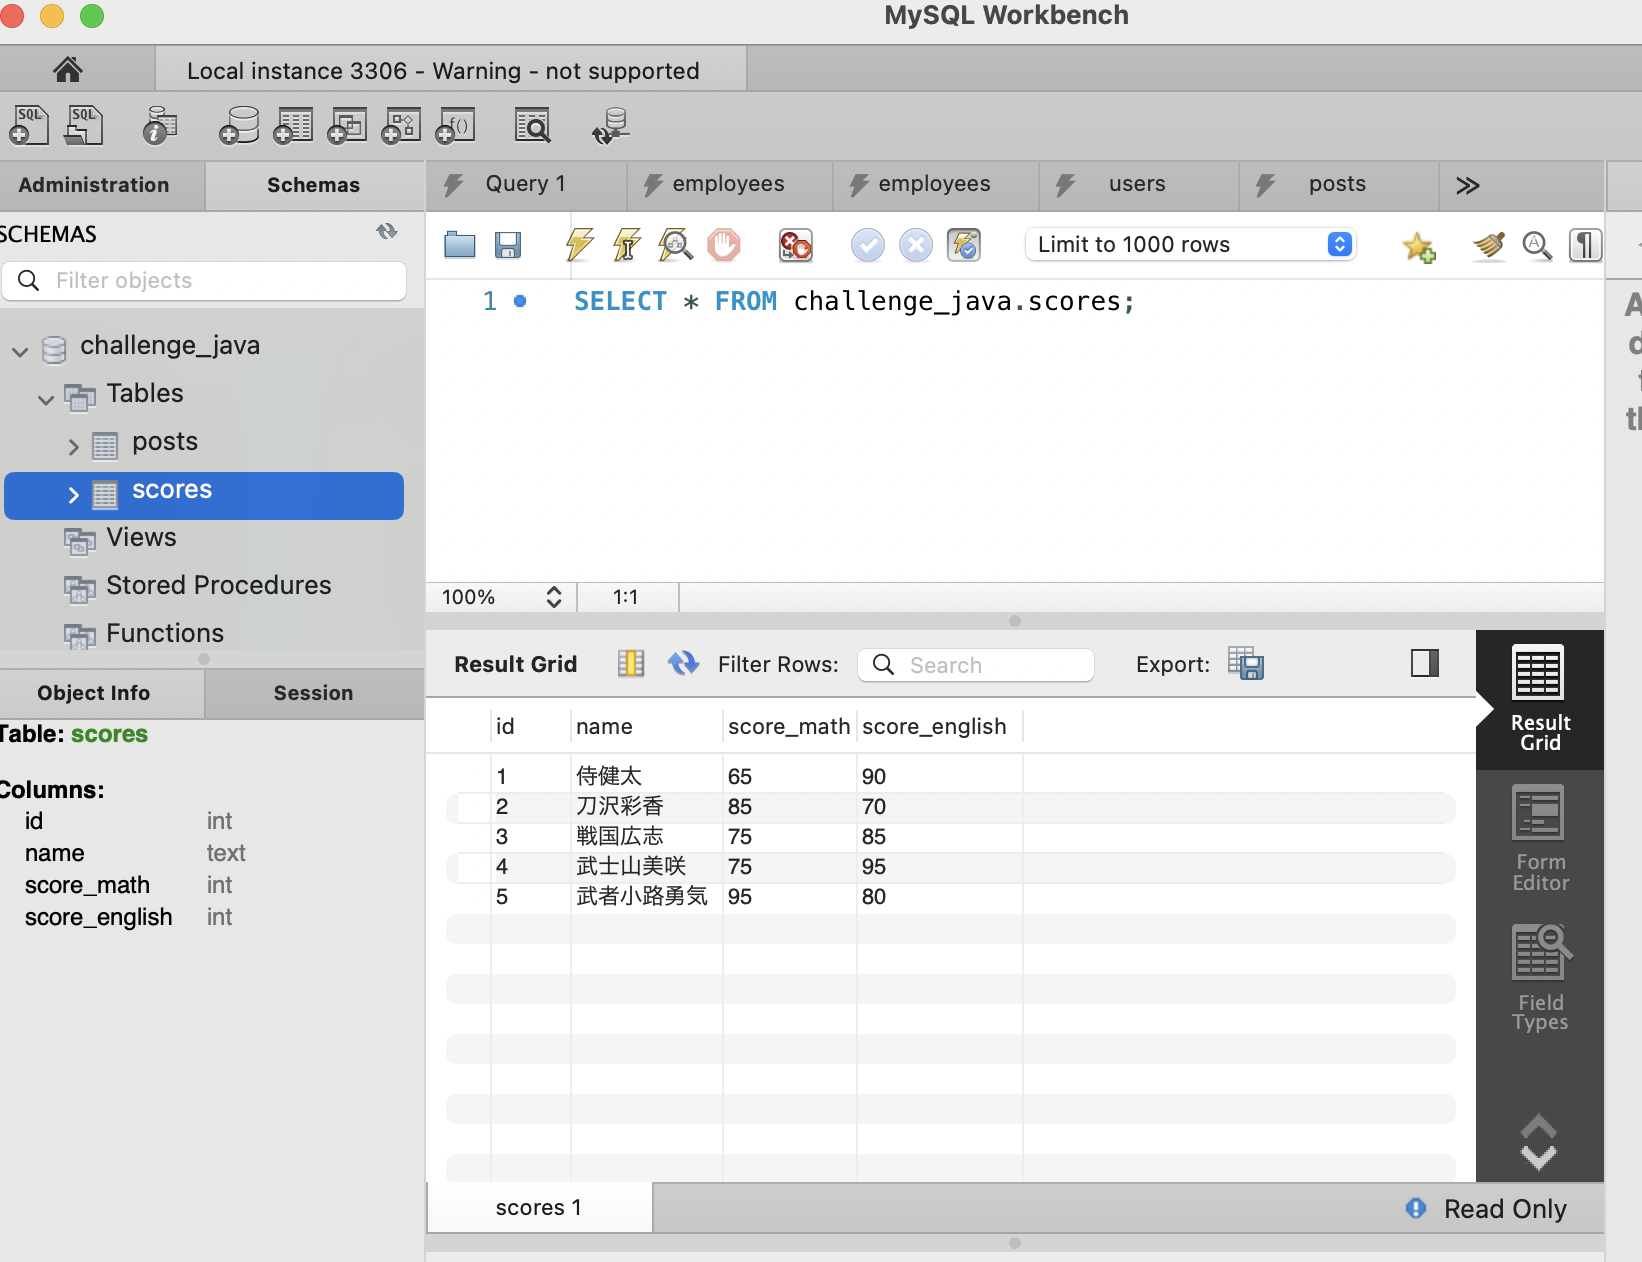 MySQL Workbench
Local instance 3306 - Warning - not supported
Administration
Schemas
Query 1
employees
employees
users
posts
SCHEMAS
Filter objects
Limit to 1000 rows
1 SELECT * FROM challenge_java.scores;
challenge_java
Tables
posts
scores
Views
Stored Procedures
Functions
100% 1:1
Result Grid Filter Rows: Search Export:
id name score_math score_english
1 侍健太 65 90
2 刀沢彩香 85 70
3 戦国広志 75 85
4 武士山美咲 75 95
5 武者小路勇気 95 80
Result
Grid
Form
Editor
Field
Types
Object Info
Session
Table: scores
Columns:
id int
name text
score_math int
score_english int
scores 1
Read Only